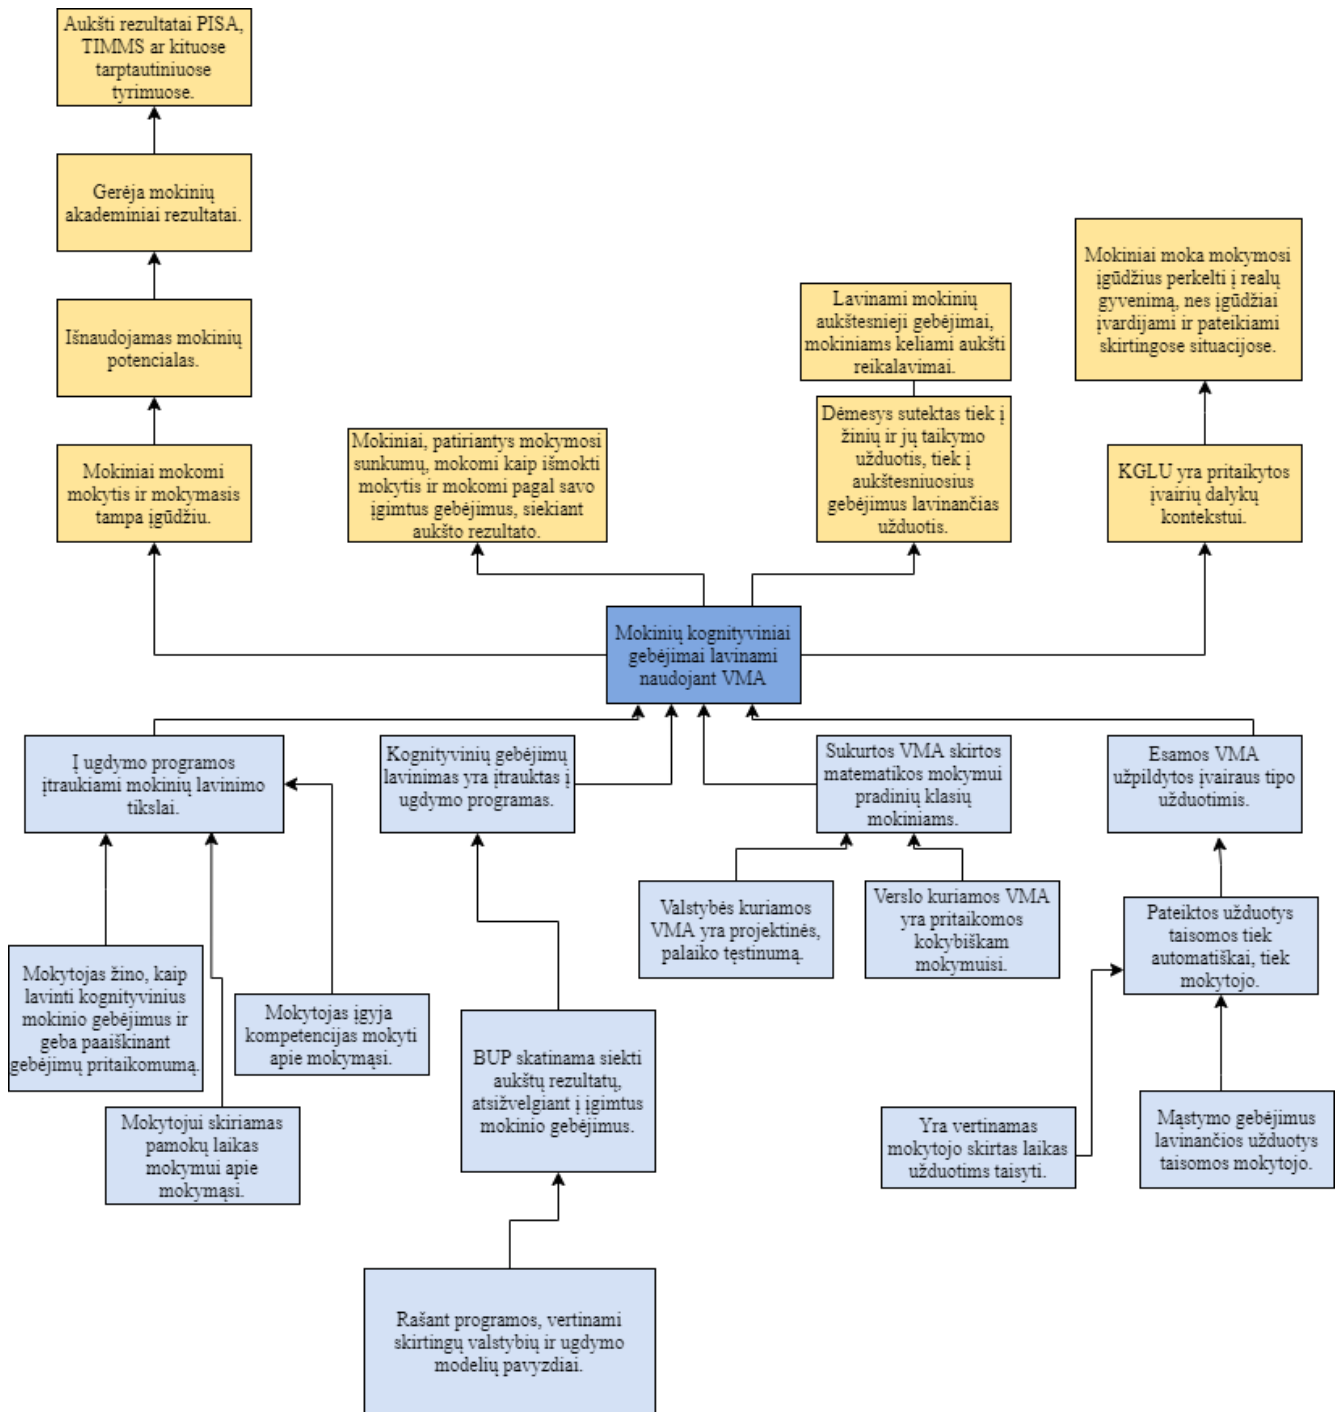 Aukšti rezultatai PISA,
TIMMS ar kituose
tarptautiniuose
tyrimuose.
Gerėja mokinių
akademiniai rezultatai.
Išnaudojamas mokinių
potencialas.
Mokiniai mokomi
mokytis ir mokymasis
tampa įgūdžiu.
Mokiniai, patiriantys mokymosi
sunkumų, mokomi kaip išmokti
mokytis ir mokomi pagal savo
įgimtus gebėjimus, siekiant
aukšto rezultato.
Lavinami mokinių
aukštesnieji gebėjimai,
mokiniams keliami aukšti
reikalavimai.
Dėmesys sutektas tiek į
žinių ir jų taikymo
užduotis, tiek į
aukštesniuosius
gebėjimus lavinančias
užduotis.
Mokiniai moka mokymosi
įgūdžius perkelti į realų
gyvenimą, nes įgūdžiai
įvardijami ir pateikiami
skirtingose situacijose.
KGLU yra pritaikytos
įvairių dalykų
kontekstui.
Mokinių kognityviniai
gebėjimai lavinami
naudojant VMA
Į ugdymo programos
įtraukiami mokinių lavinimo
tikslai.
Kognityvinių gebėjimų
lavinimas yra įtrauktas į
ugdymo programas.
Sukurtos VMA skirtos
matematikos mokymui
pradinių klasių
mokiniams.
Esamos VMA
užpildytos įvairaus tipo
užduotimis.
Valstybės kuriamos
VMA yra projektinės,
palaiko tęstinumą.
Verslo kuriamos VMA
yra pritaikomos
kokybiškam
mokymuisi.
Pateiktos užduotys
taisomos tiek
automatiškai, tiek
mokytojo.
Mokytojas žino, kaip
lavinti kognityvinius
mokinio gebėjimus ir
geba paaiškinant
gebėjimų pritaikomumą.
Mokytojas įgyja
kompetencijas mokyti
apie mokymąsi.
Mokytojui skiriamas
pamokų laikas
mokymui apie
mokymąsi.
BUP skatinama siekti
aukštų rezultatų,
atsižvelgiant į įgimtus
mokinio gebėjimus.
Yra vertinamas
mokytojo skirtas laikas
užduotims taisyti.
Mąstymo gebėjimus
lavinančios užduotys
taisomos mokytojo.
Rašant programos, vertinami
skirtingų valstybių ir ugdymo
modelių pavyzdiai.